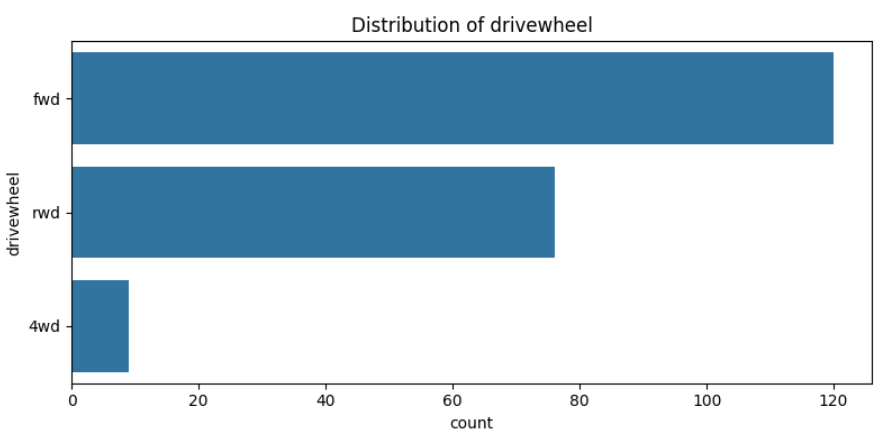 Distribution of drivewheel
drivewheel
fwd
rwd
4wd
0 20 40 60 80 100 120
count